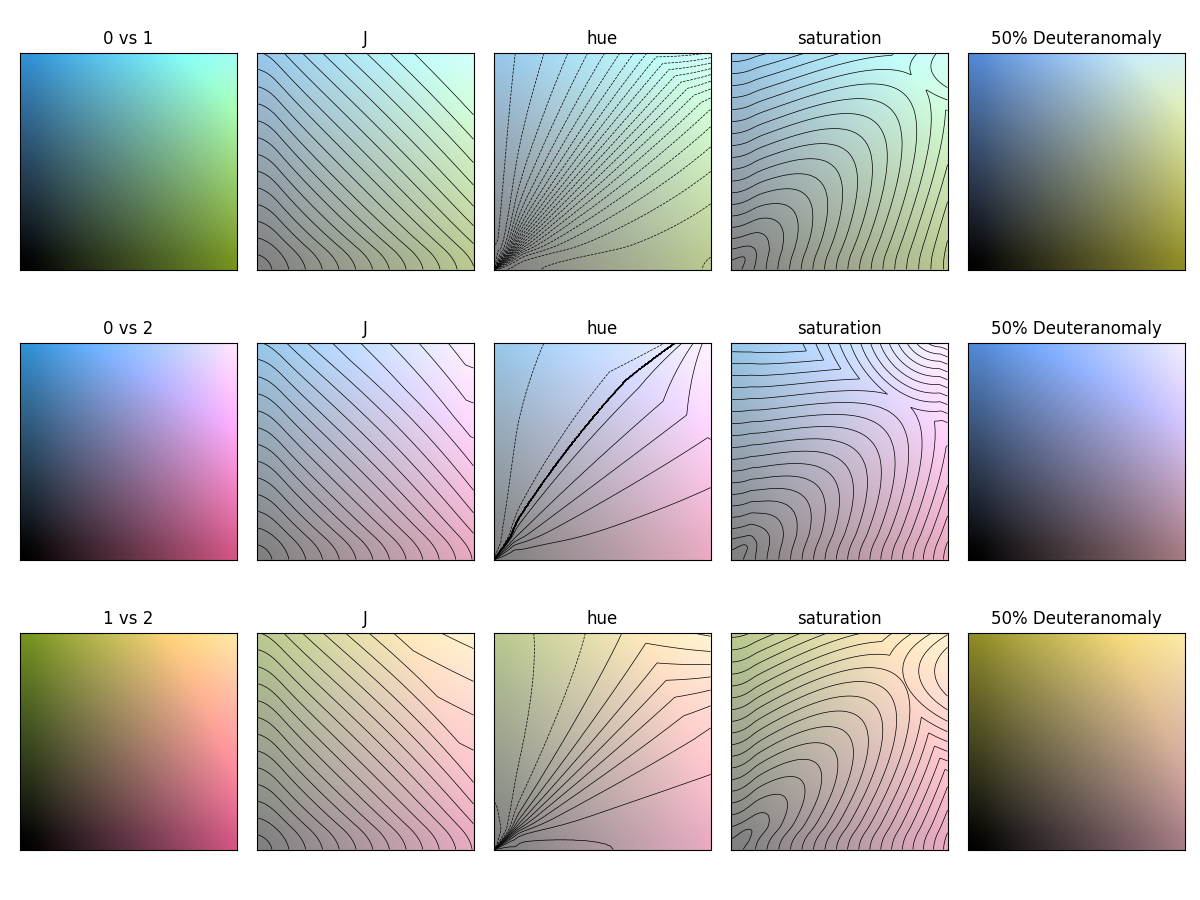 0 vs 1
J
hue
saturation
50% Deuteranomaly
0 vs 2
J
hue
saturation
50% Deuteranomaly
1 vs 2
J
hue
saturation
50% Deuteranomaly